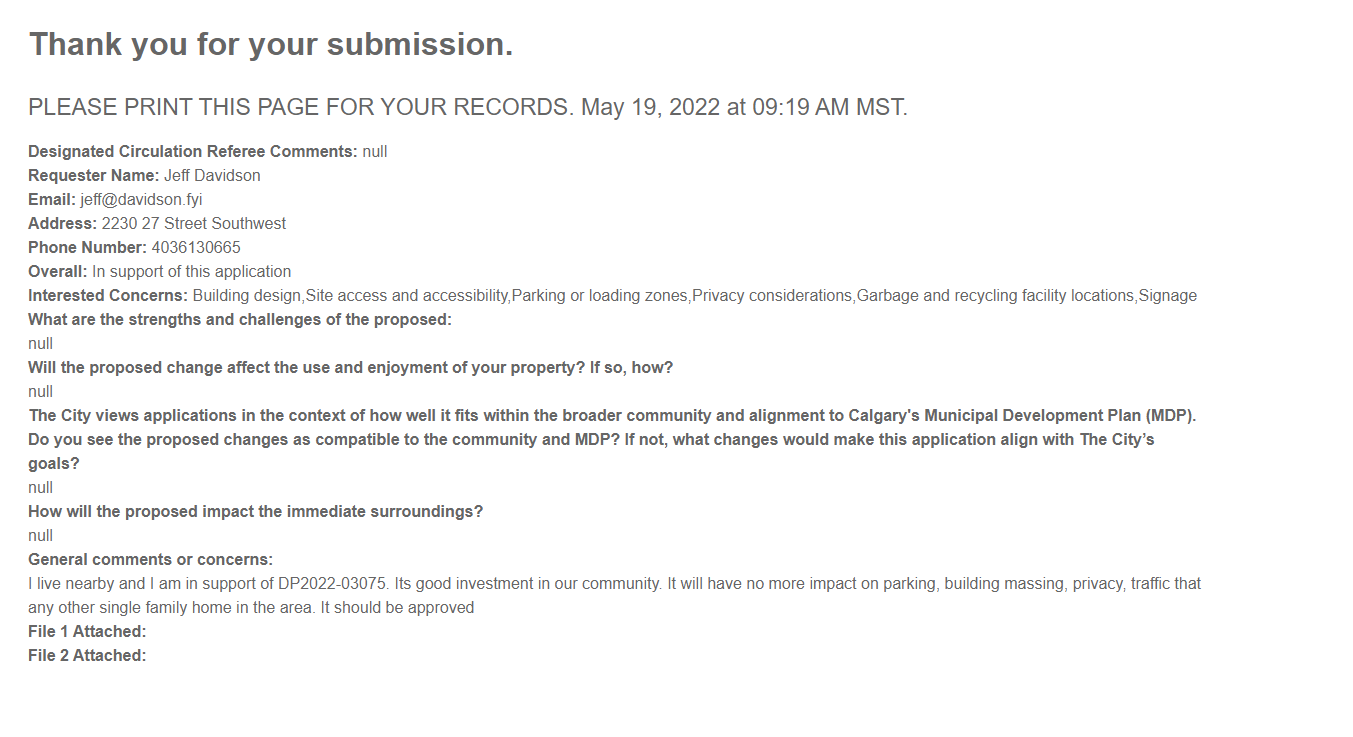 Thank you for your submission.
PLEASE PRINT THIS PAGE FOR YOUR RECORDS. May 19, 2022 at 09:19 AM MST.
Designated Circulation Referee Comments: null
Requester Name: Jeff Davidson
Email: jeff@davidson.fyi
Address: 2230 27 Street Southwest
Phone Number: 4036130665
Overall: In support of this application
Interested Concerns: Building design,Site access and accessibility,Parking or loading zones,Privacy considerations,Garbage and recycling facility locations,Signage
What are the strengths and challenges of the proposed:
null
Will the proposed change affect the use and enjoyment of your property? If so, how?
null
The City views applications in the context of how well it fits within the broader community and alignment to Calgary's Municipal Development Plan (MDP).
Do you see the proposed changes as compatible to the community and MDP? If not, what changes would make this application align with The City’s
goals?
null
How will the proposed impact the immediate surroundings?
null
General comments or concerns:
I live nearby and I am in support of DP2022-03075. Its good investment in our community. It will have no more impact on parking, building massing, privacy, traffic that
any other single family home in the area. It should be approved
File 1 Attached:
File 2 Attached: